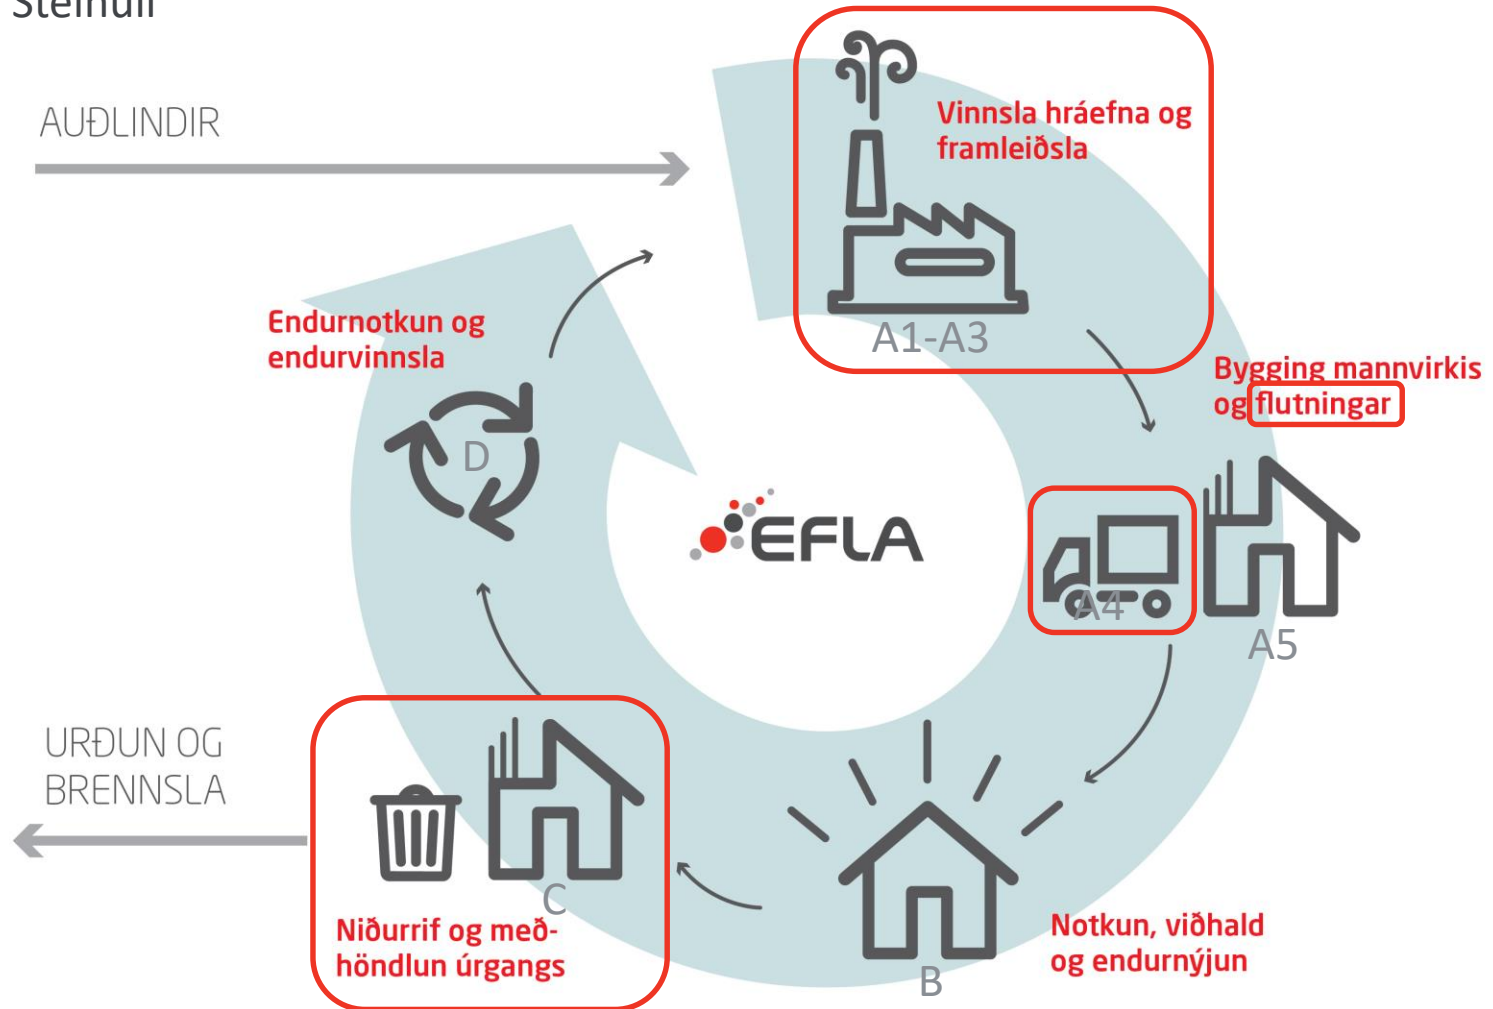 Steinull
AUÐLINDIR
Vinnsla hráefna og
framleiðsla
A1-A3
Bygging mannvirkis
og flutningar
A4
A5
Endurnotkun og
endurvinnsla
D
EFLA
URÐUN OG
BRENNSLA
C
Niðurrif og með-
höndlun úrgangs
B
Notkun, viðhald
og endurnýjun